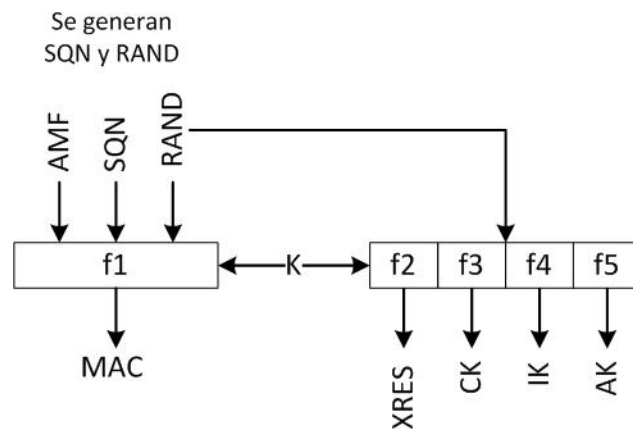 Se generan
SQN y RAND
AMF
SQN
RAND
f1
K
f2
f3
f4
f5
MAC
XRES
CK
IK
AK